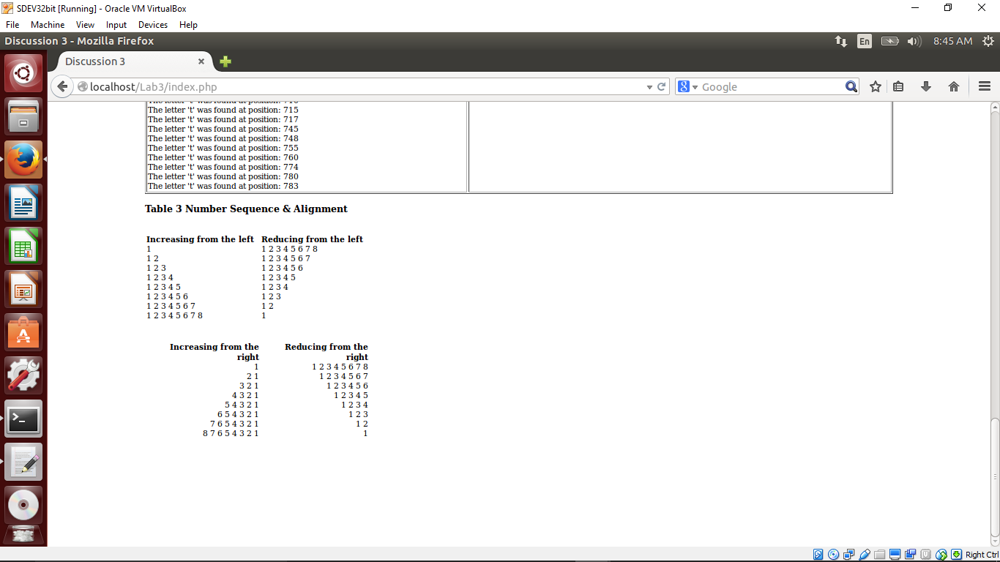 SDEV32bit [Running] - Oracle VM VirtualBox
File Machine View Input Devices Help
Discussion 3 - Mozilla Firefox
En 8:45 AM
Discussion 3
localhost/Lab3/index.php
Google
The letter 't' was found at position: 715
The letter 't' was found at position: 717
The letter 't' was found at position: 745
The letter 't' was found at position: 748
The letter 't' was found at position: 755
The letter 't' was found at position: 760
The letter 't' was found at position: 774
The letter 't' was found at position: 780
The letter 't' was found at position: 783
Table 3 Number Sequence & Alignment
Increasing from the left Reducing from the left
1 1 2 3 4 5 6 7 8
1 2 1 2 3 4 5 6 7
1 2 3 1 2 3 4 5 6
1 2 3 4 1 2 3 4 5
1 2 3 4 5 1 2 3 4
1 2 3 4 5 6 1 2 3
1 2 3 4 5 6 7 1 2
1 2 3 4 5 6 7 8 1
Increasing from the Reducing from the
right right
1 1 2 3 4 5 6 7 8
2 1 1 2 3 4 5 6 7
3 2 1 1 2 3 4 5 6
4 3 2 1 1 2 3 4 5
5 4 3 2 1 1 2 3 4
6 5 4 3 2 1 1 2 3
7 6 5 4 3 2 1 1 2
8 7 6 5 4 3 2 1 1
Right Ctrl